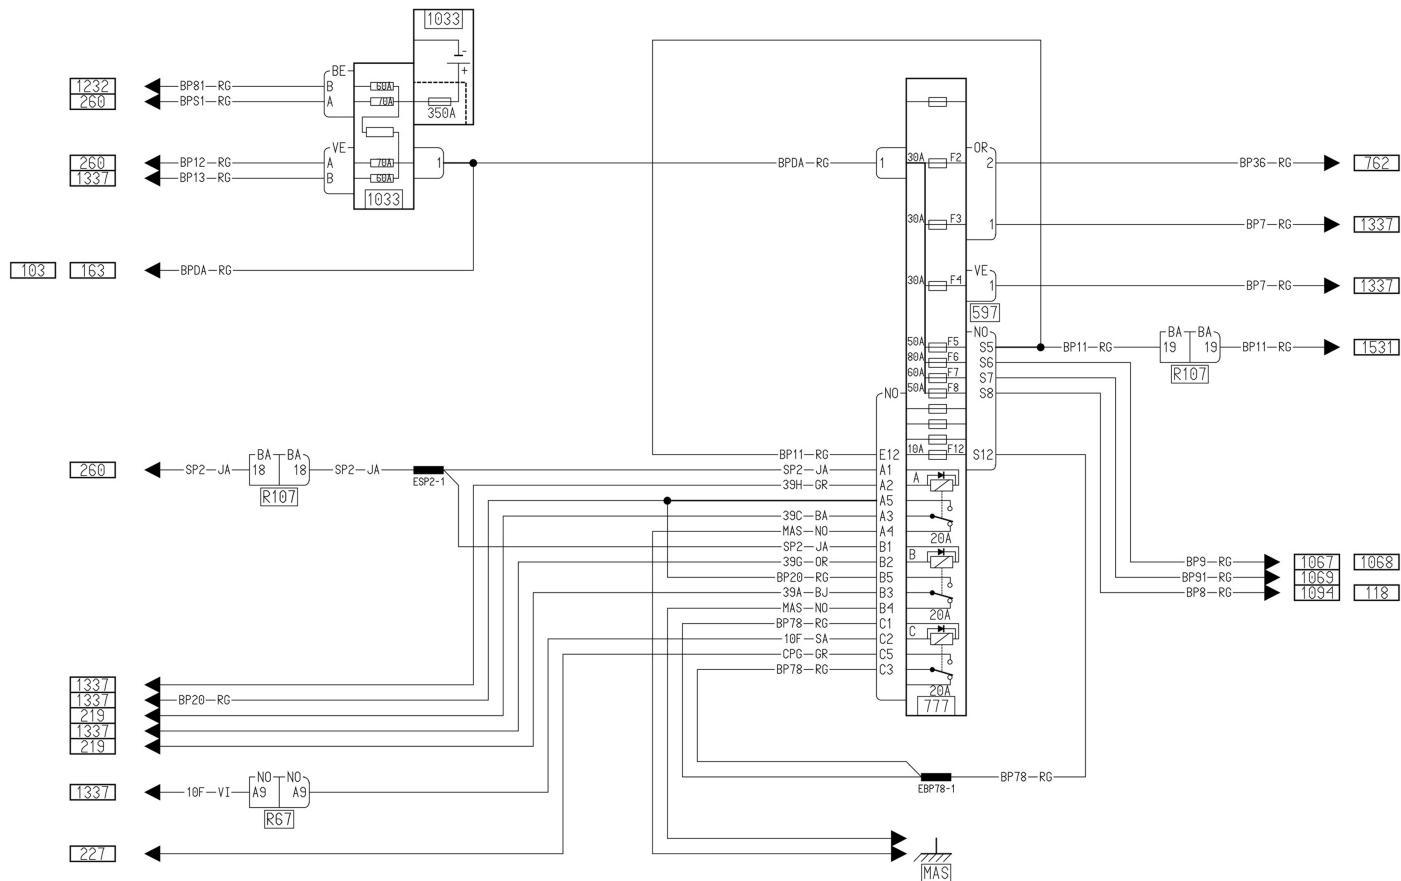 1033
-
+
350A
BE
B
A
60A
70A
1232
BP81-RG
260
BPS1-RG
VE
A
B
70A
60A
1
1033
260
BP12-RG
1337
BP13-RG
103
163
BPDA-RG
BPDA-RG
1
30A
F2
OR
2
BP36-RG
762
30A
F3
1
BP7-RG
1337
30A
F4
VE
1
BP7-RG
1337
597
NO
50A
F5
S5
BP11-RG
BA
BA
19
19
R107
BP11-RG
1531
80A
F6
S6
60A
F7
S7
50A
F8
S8
NO
10A
F12
S12
BP11-RG
E12
260
SP2-JA
BA
BA
18
18
R107
SP2-JA
ESP2-1
SP2-JA
A1
39H-GR
A2
A5
39C-BA
A3
MAS-NO
A4
SP2-JA
B1
39G-OR
B2
BP20-RG
B5
39A-BJ
B3
MAS-NO
B4
BP78-RG
C1
10F-SA
C2
CPG-GR
C5
BP78-RG
C3
A
20A
B
20A
C
20A
777
BP9-RG
1067
1068
BP91-RG
1069
BP8-RG
1094
118
1337
1337
BP20-RG
219
1337
219
BP78-RG
EBP78-1
1337
10F-VI
NO
NO
A9
A9
R67
227
MAS